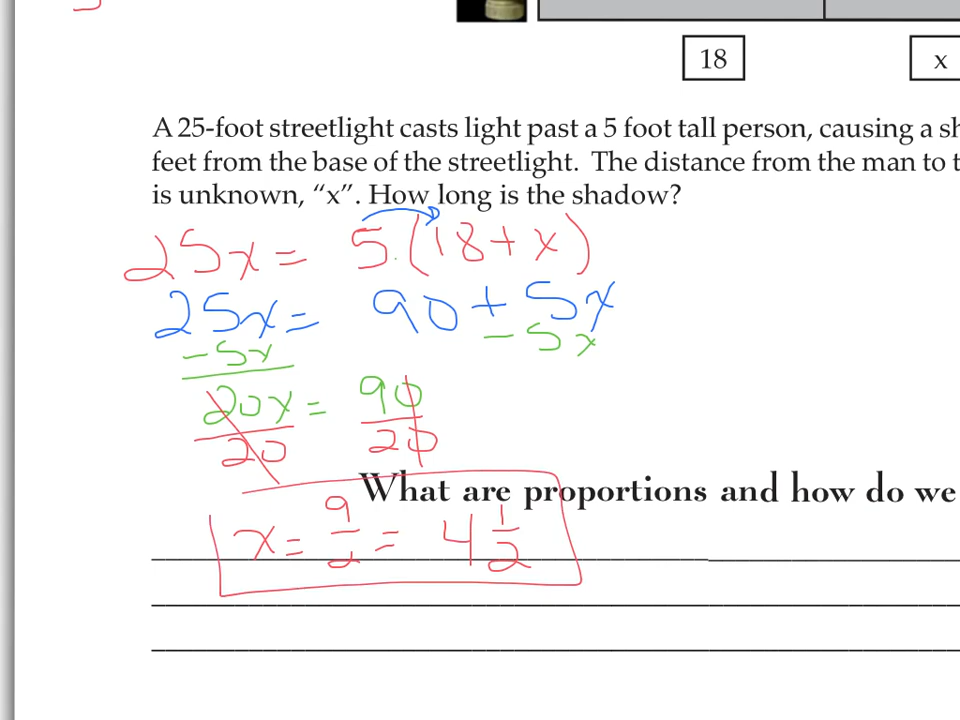 18 x
A 25-foot streetlight casts light past a 5 foot tall person, causing a sh
feet from the base of the streetlight. The distance from the man to t
is unknown, “x”. How long is the shadow?
25x = 5·(18+x)
25x = 90 + 5x
-5x - 5x
20x = 90
20 20
What are proportions and how do we
x = 9/2 = 4 1/2